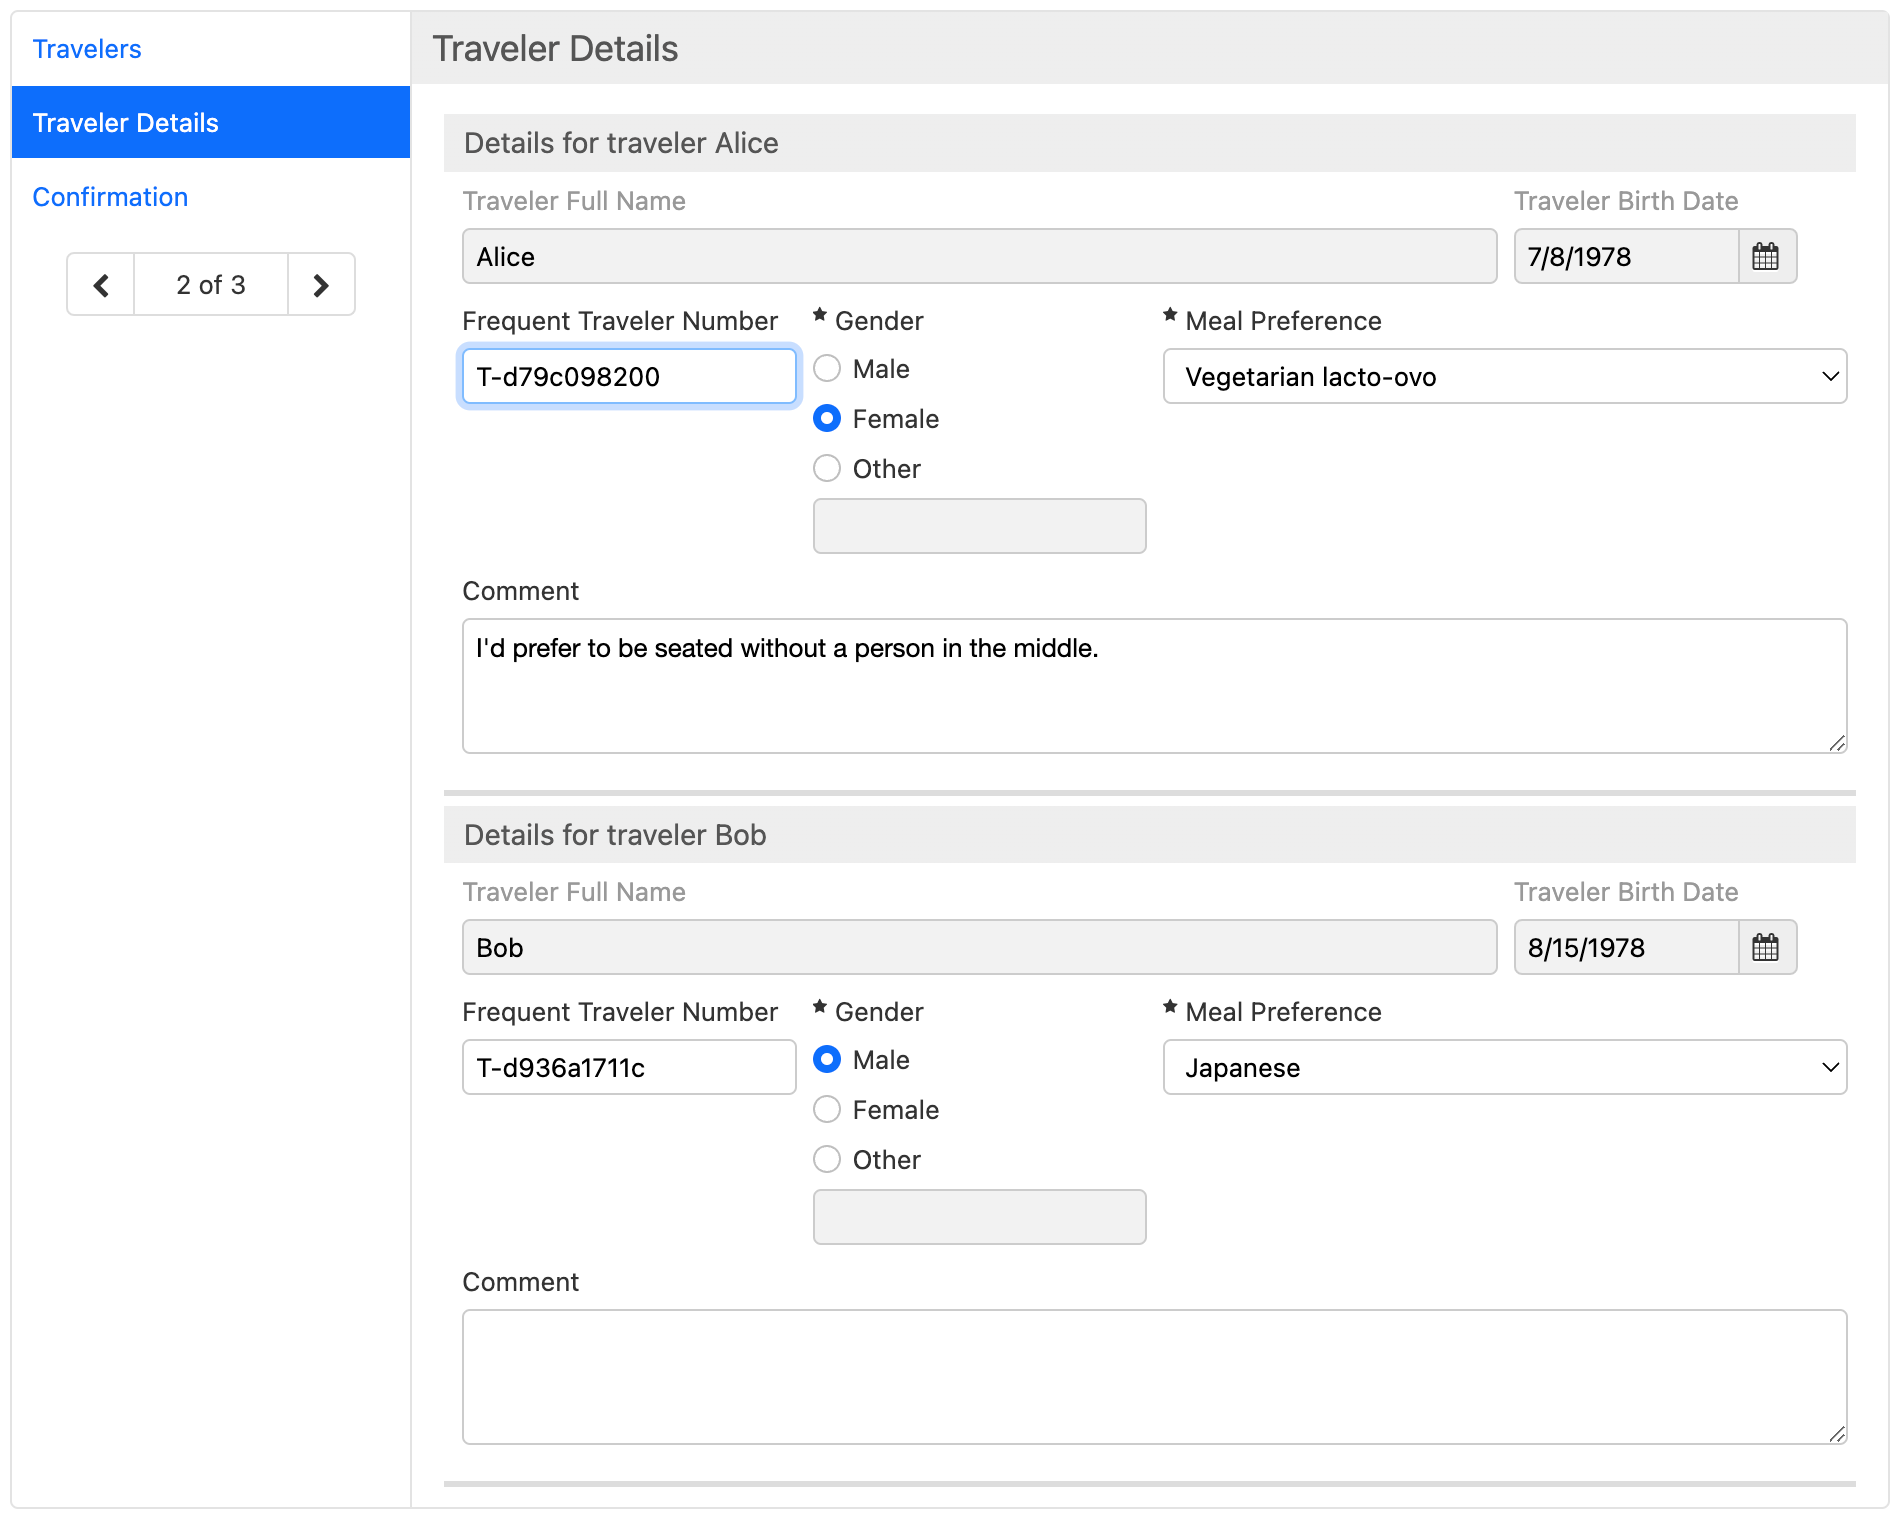 Travelers
Traveler Details
Confirmation
2 of 3
Traveler Details
Details for traveler Alice
Traveler Full Name
Traveler Birth Date
Alice
7/8/1978
Frequent Traveler Number
★ Gender
★ Meal Preference
T-d79c098200
Male
Vegetarian lacto-ovo
Female
Other
Comment
I'd prefer to be seated without a person in the middle.
Details for traveler Bob
Traveler Full Name
Traveler Birth Date
Bob
8/15/1978
Frequent Traveler Number
★ Gender
★ Meal Preference
T-d936a1711c
Male
Japanese
Female
Other
Comment